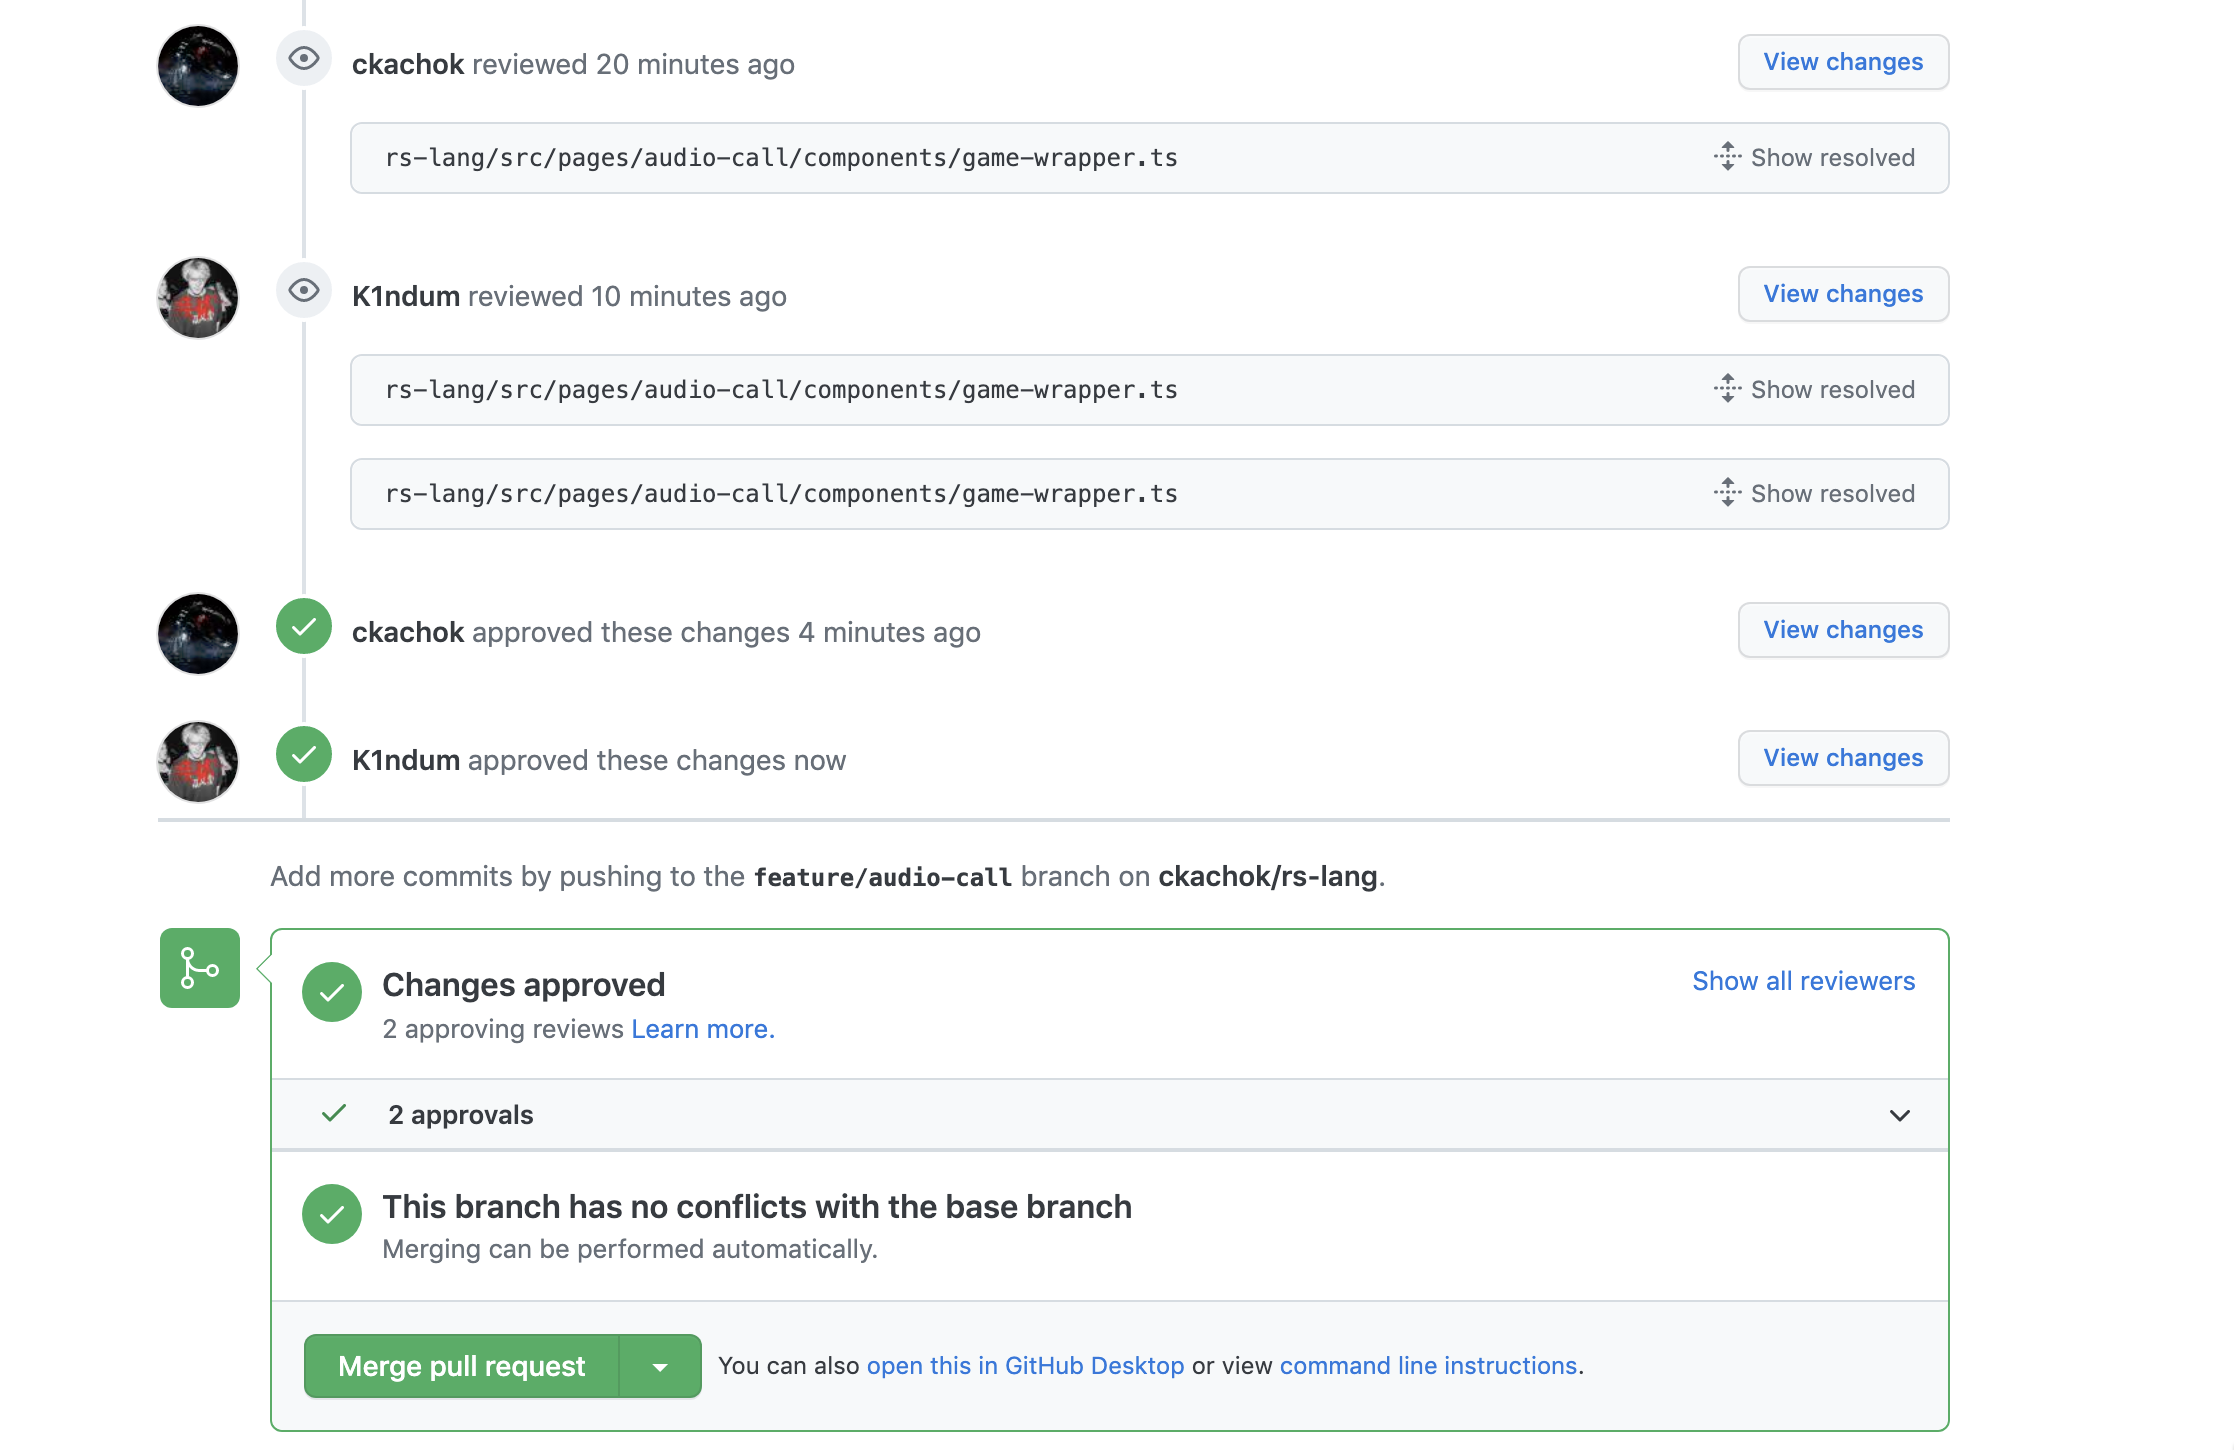 ckachok reviewed 20 minutes ago
View changes
rs-lang/src/pages/audio-call/components/game-wrapper.ts
Show resolved
K1ndum reviewed 10 minutes ago
View changes
rs-lang/src/pages/audio-call/components/game-wrapper.ts
Show resolved
rs-lang/src/pages/audio-call/components/game-wrapper.ts
Show resolved
ckachok approved these changes 4 minutes ago
View changes
K1ndum approved these changes now
View changes
Add more commits by pushing to the feature/audio-call branch on ckachok/rs-lang.
Changes approved
Show all reviewers
2 approving reviews Learn more.
2 approvals
This branch has no conflicts with the base branch
Merging can be performed automatically.
Merge pull request
You can also open this in GitHub Desktop or view command line instructions.